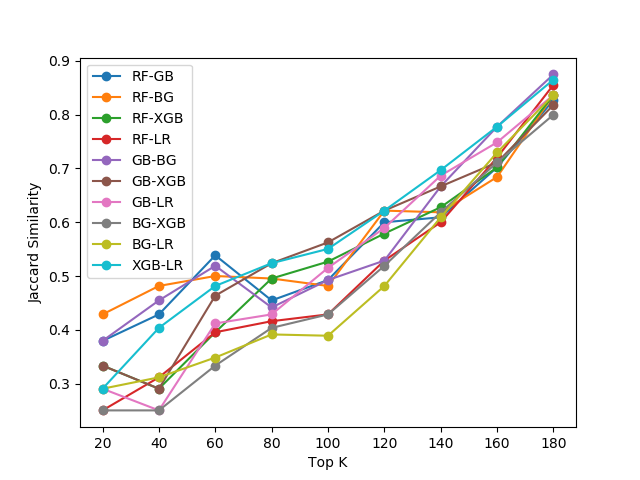 0.9
0.8
0.7
0.6
0.5
0.4
0.3
Jaccard Similarity
RF-GB
RF-BG
RF-XGB
RF-LR
GB-BG
GB-XGB
GB-LR
BG-XGB
BG-LR
XGB-LR
20 40 60 80 100 120 140 160 180
Top K